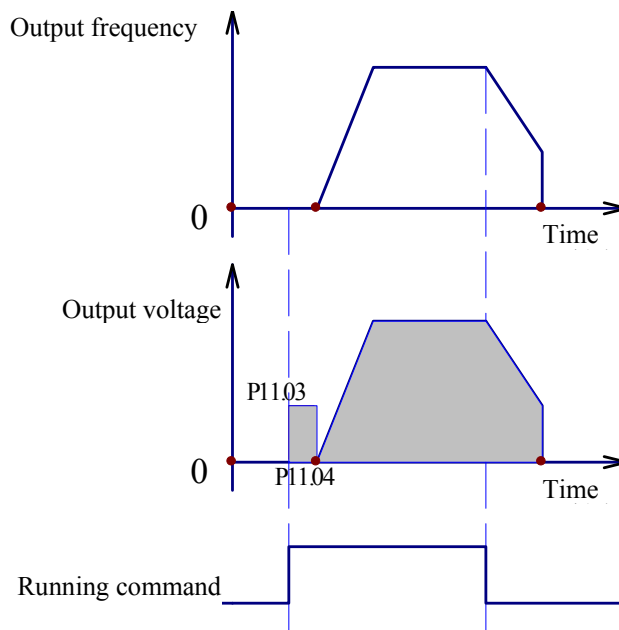 Output frequency
0
Time
Output voltage
P11.03
0
P11.04
Time
Running command